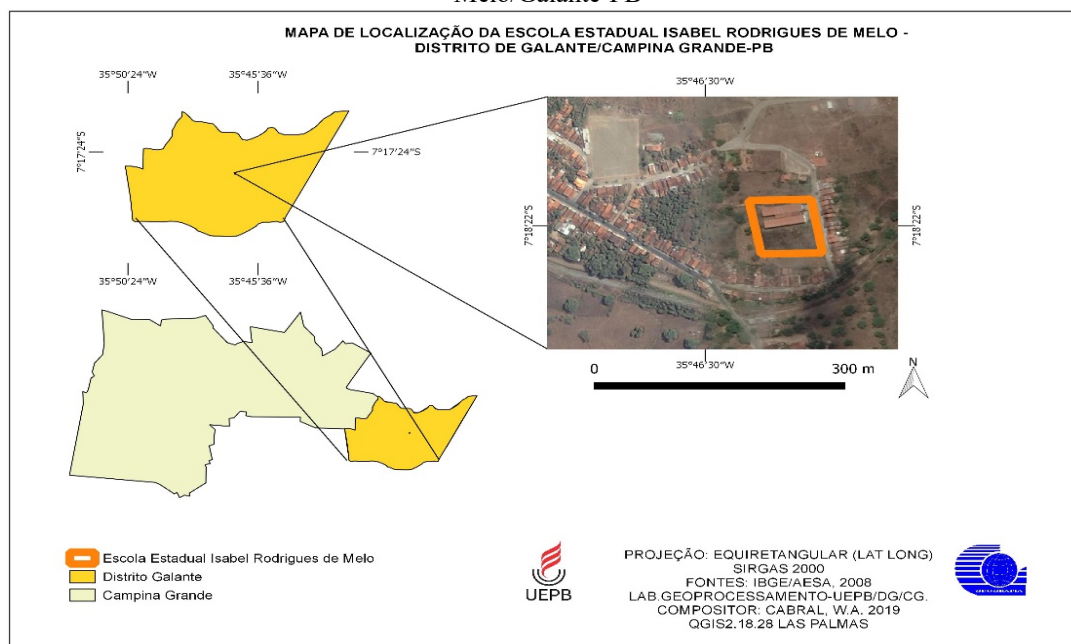 Melo/Galante-PB
MAPA DE LOCALIZAÇÃO DA ESCOLA ESTADUAL ISABEL RODRIGUES DE MELO -
DISTRITO DE GALANTE/CAMPINA GRANDE-PB
35°50'24"W
35°45'36"W
7°17'24"S
7°17'24"S
35°50'24"W
35°45'36"W
35°46'30"W
7°18'22"S
7°18'22"S
35°46'30"W
0
300 m
N
Escola Estadual Isabel Rodrigues de Melo
Distrito Galante
Campina Grande
UEPB
PROJEÇÃO: EQUIRETANGULAR (LAT LONG)
SIRGAS 2000
FONTES: IBGE/AESA, 2008
LAB.GEOPROCESSAMENTO-UEPB/DG/CG.
COMPOSITOR: CABRAL, W.A. 2019
QGIS2.18.28 LAS PALMAS
GEOGRAFIA